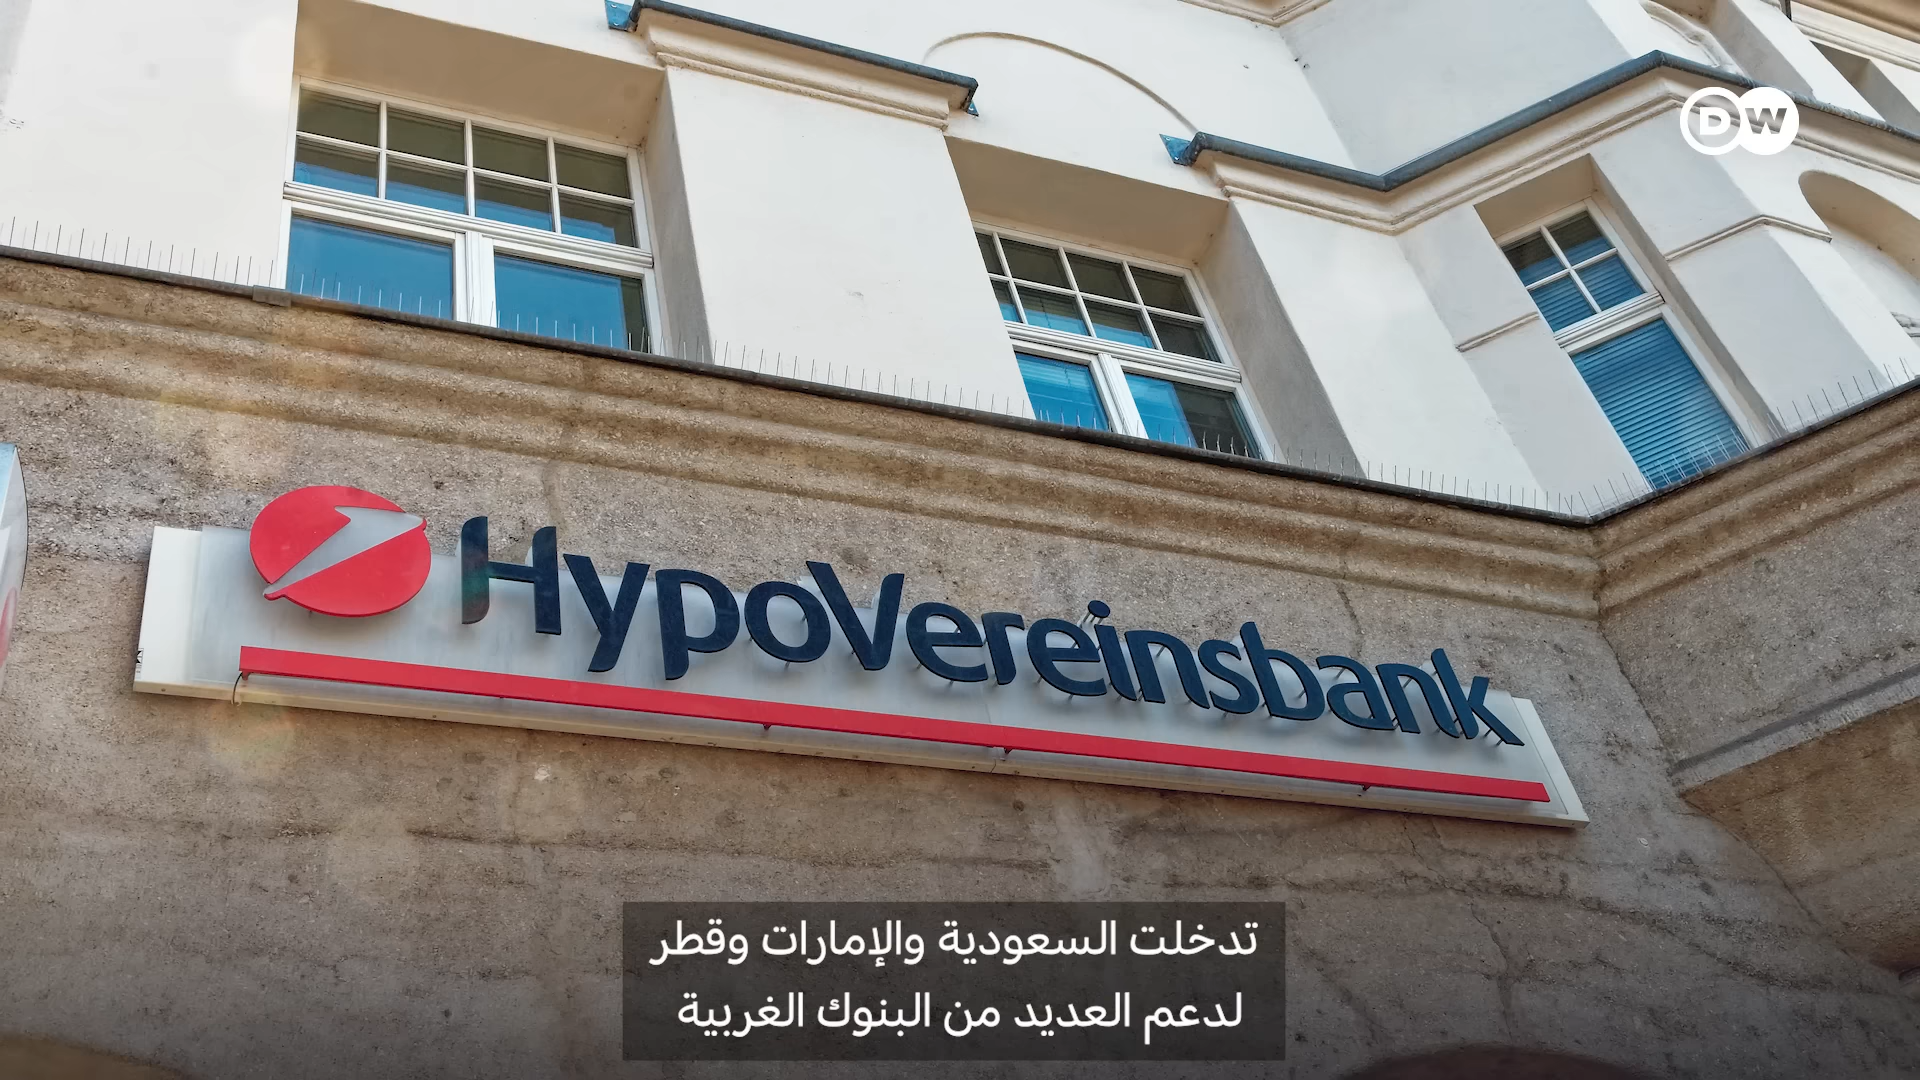 DW
HypoVereinsbank
تدخلت السعودية والإمارات وقطر
لدعم العديد من البنوك الغربية